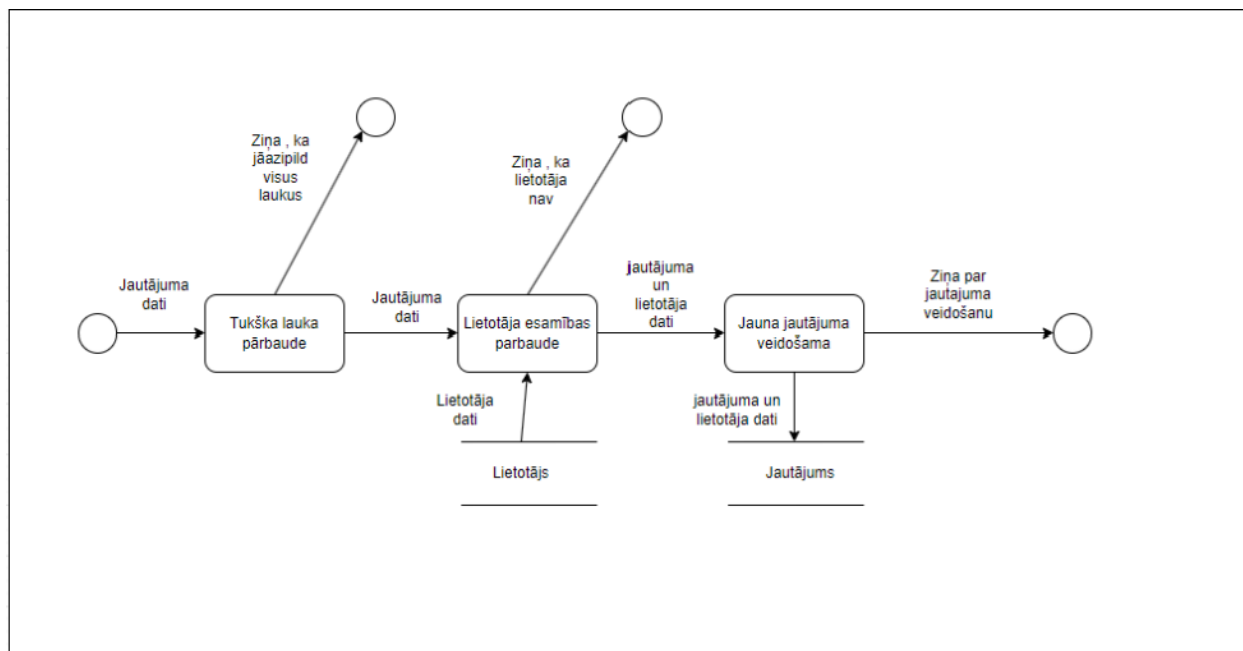 Ziņa , ka
jāazipild
visus
laukus
Ziņa , ka
lietotāja
nav
Jautājuma
dati
Tukška lauka
pārbaude
Jautājuma
dati
Lietotāja esamības
parbaude
jautājuma
un
lietotāja
dati
Jauna jautājuma
veidošama
Ziņa par
jautajuma
veidošanu
Lietotāja
dati
jautājuma un
lietotāja dati
Lietotājs
Jautājums